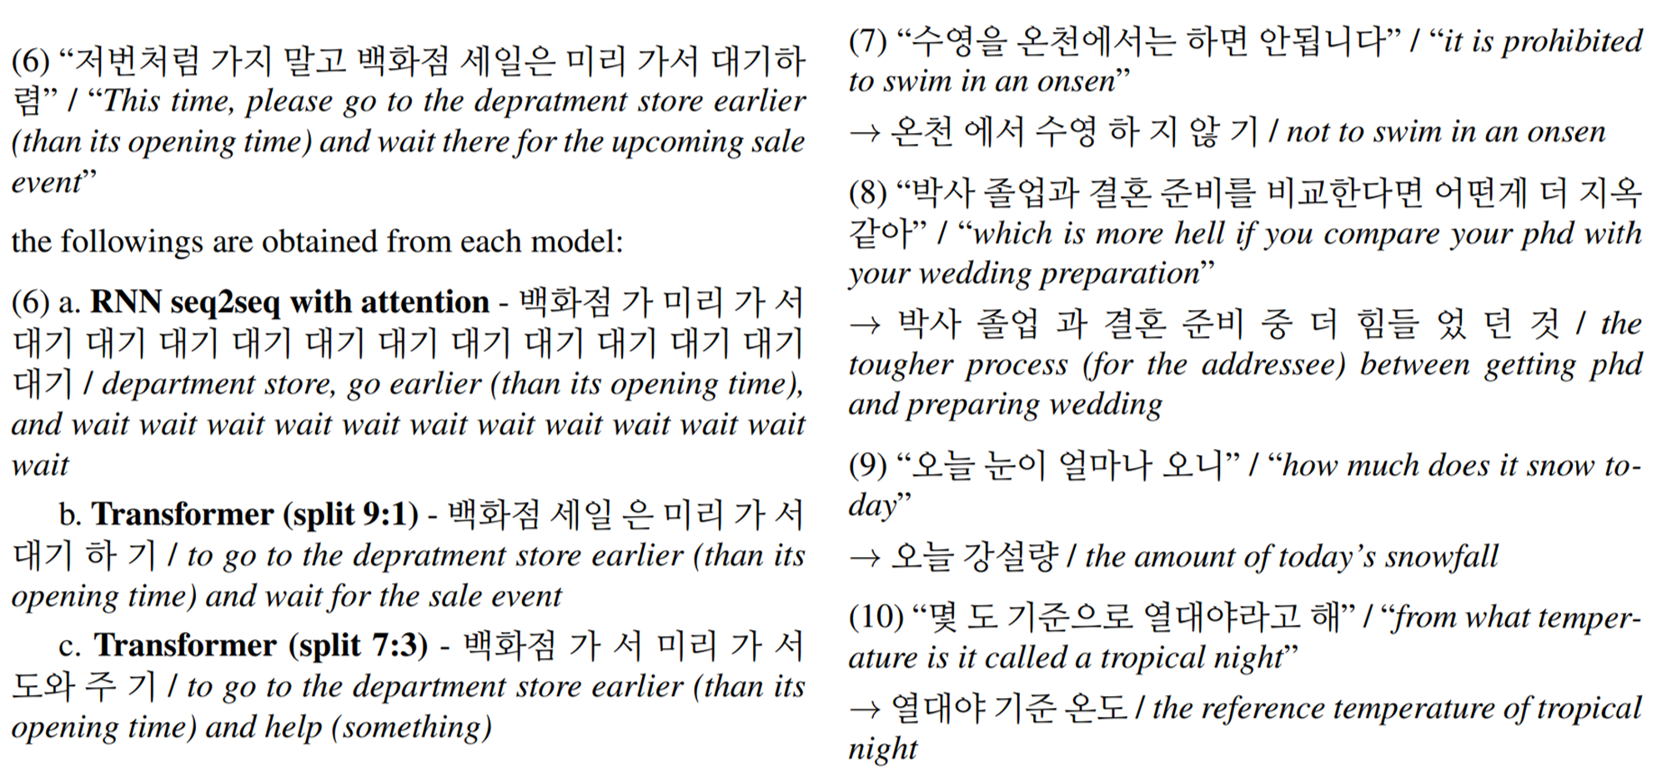 (6) “저번처럼 가지 말고 백화점 세일은 미리 가서 대기하
렴” / “This time, please go to the depratment store earlier
(than its opening time) and wait there for the upcoming sale
event”
the followings are obtained from each model:
(6) a. RNN seq2seq with attention - 백화점 가 미리 가 서
대기 대기 대기 대기 대기 대기 대기 대기 대기 대기 대기
대기 / department store, go earlier (than its opening time),
and wait wait wait wait wait wait wait wait wait wait wait
wait
b. Transformer (split 9:1) - 백화점 세일 은 미리 가 서
대기 하 기 / to go to the depratment store earlier (than its
opening time) and wait for the sale event
c. Transformer (split 7:3) - 백화점 가 서 미리 가 서
도와 주 기 / to go to the department store earlier (than its
opening time) and help (something)
(7) “수영을 온천에서는 하면 안됩니다” / “it is prohibited
to swim in an onsen”
→ 온천 에서 수영 하 지 않 기 / not to swim in an onsen
(8) “박사 졸업과 결혼 준비를 비교한다면 어떤게 더 지옥
같아” / “which is more hell if you compare your phd with
your wedding preparation”
→ 박사 졸업 과 결혼 준비 중 더 힘들 었 던 것 / the
tougher process (for the addressee) between getting phd
and preparing wedding
(9) “오늘 눈이 얼마나 오니” / “how much does it snow to-
day”
→ 오늘 강설량 / the amount of today’s snowfall
(10) “몇 도 기준으로 열대야라고 해” / “from what temper-
ature is it called a tropical night”
→ 열대야 기준 온도 / the reference temperature of tropical
night